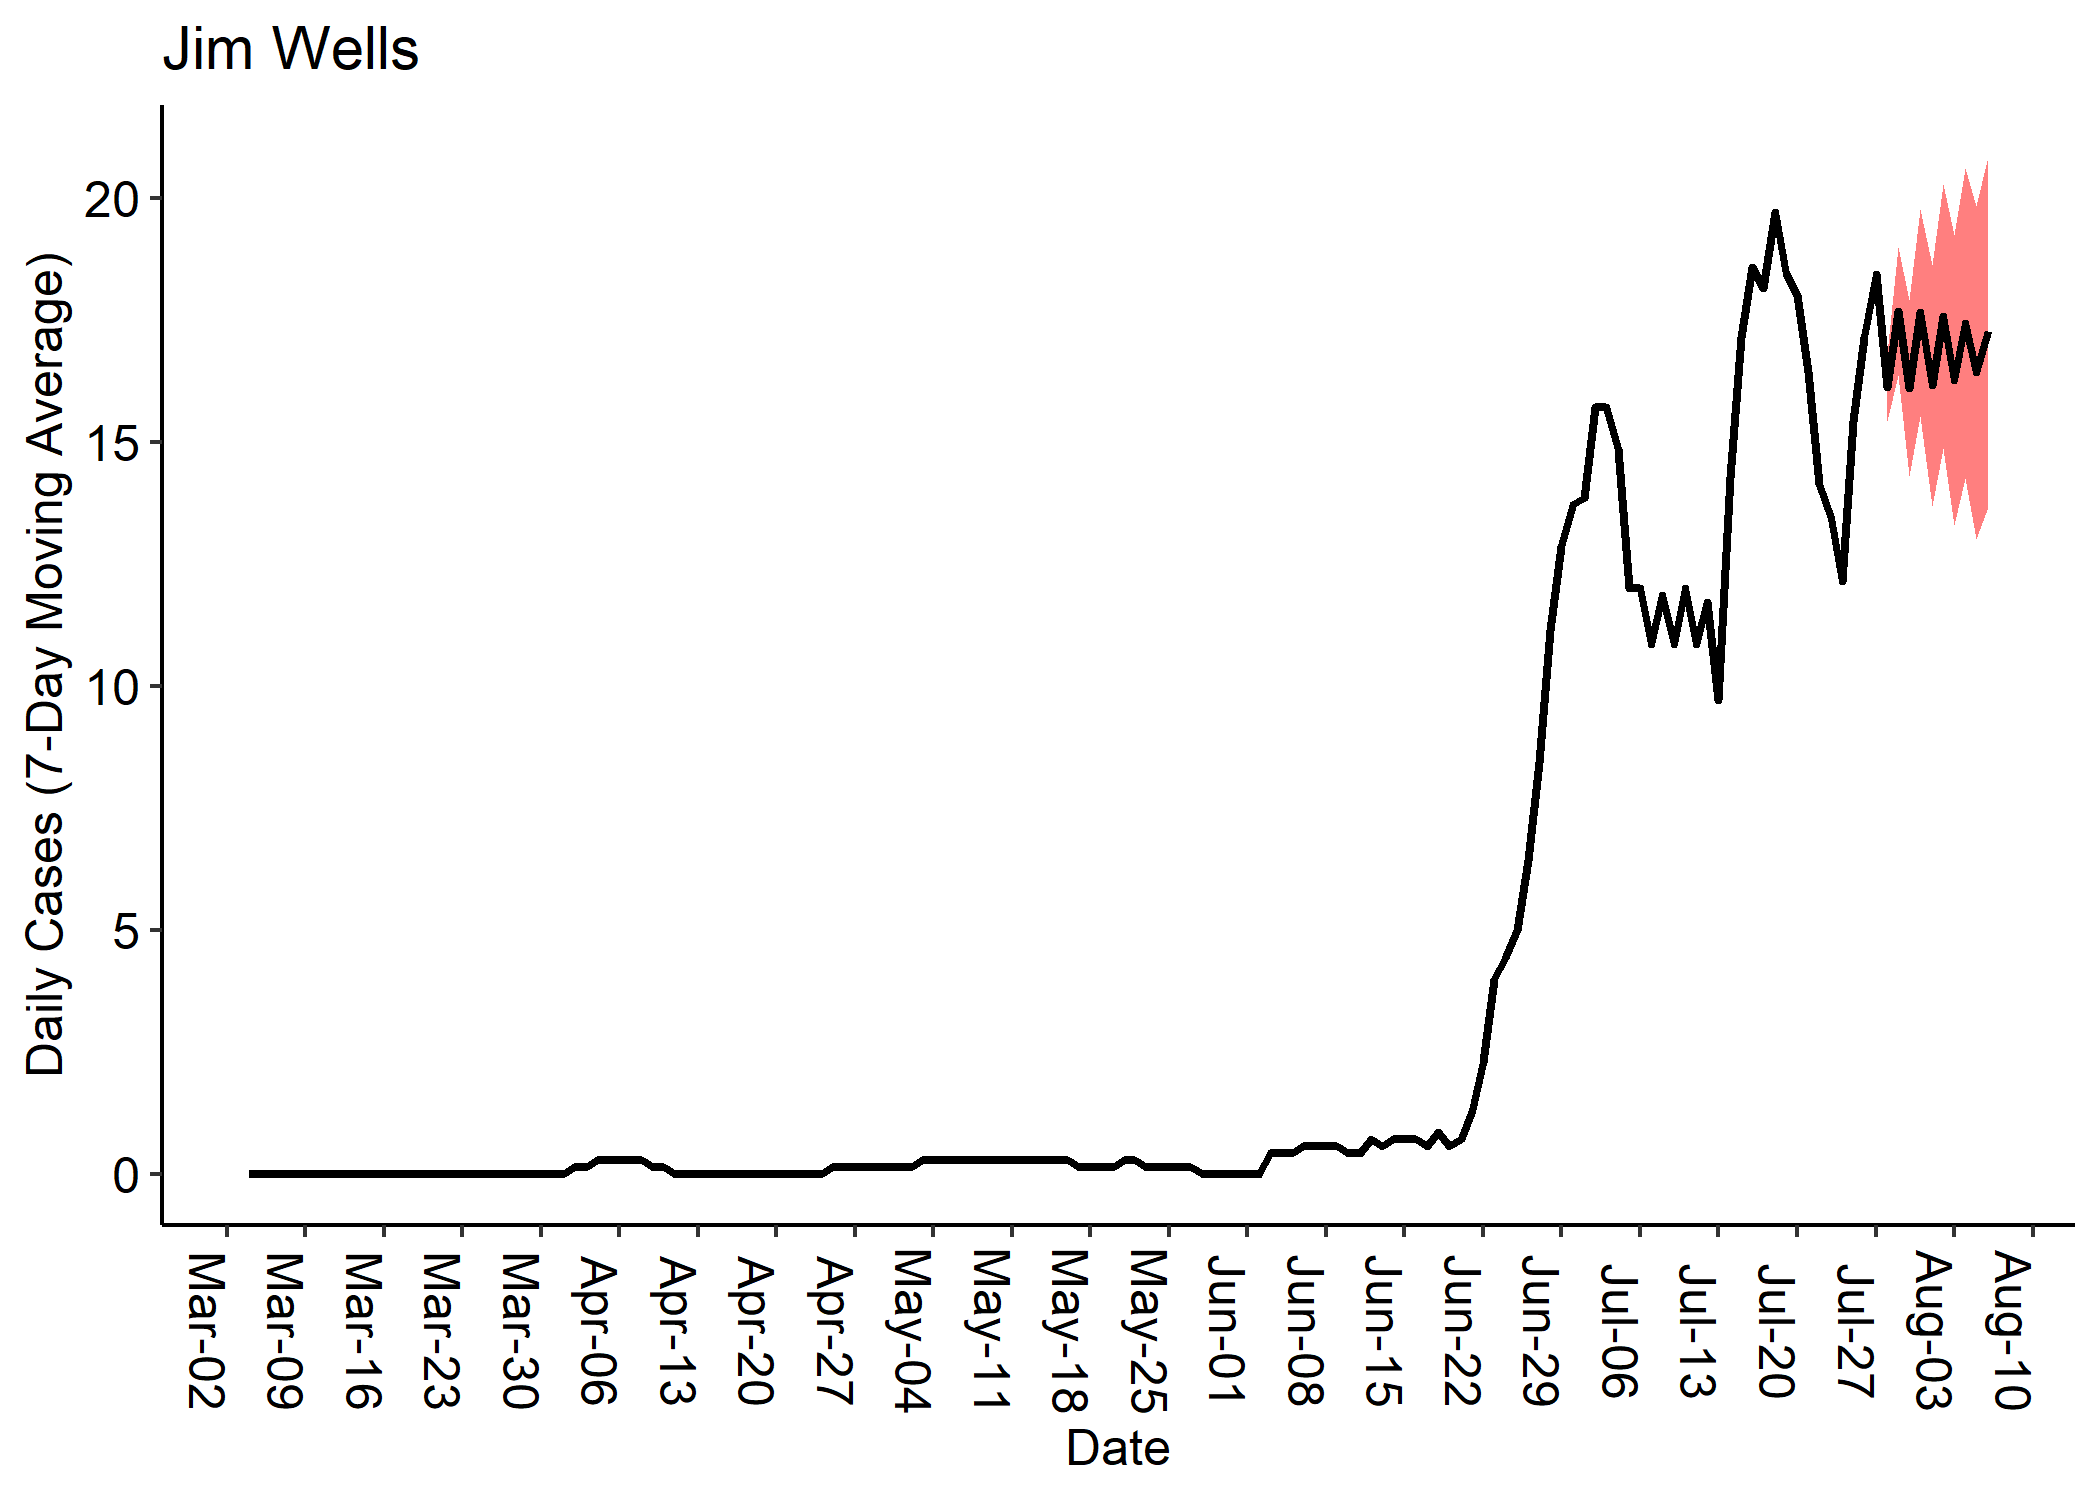 Jim Wells
Daily Cases (7-Day Moving Average)
20
15
10
5
0
Mar-02
Mar-09
Mar-16
Mar-23
Mar-30
Apr-06
Apr-13
Apr-20
Apr-27
May-04
May-11
May-18
May-25
Jun-01
Jun-08
Jun-15
Jun-22
Jun-29
Jul-06
Jul-13
Jul-20
Jul-27
Aug-03
Aug-10
Date